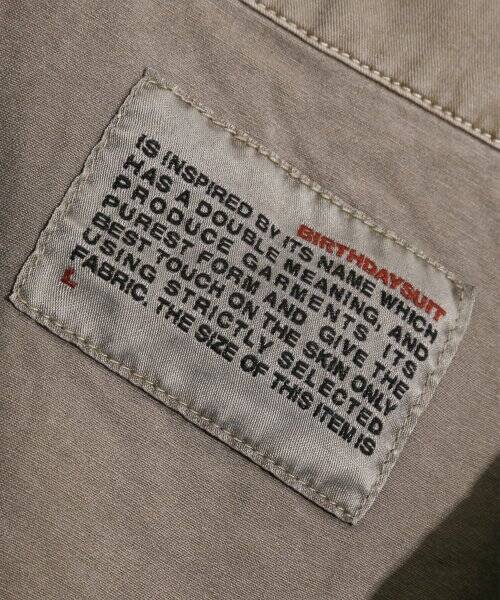 BIRTHDAYSUIT
IS INSPIRED BY ITS NAME WHICH
HAS A DOUBLE MEANING, AND
PRODUCE GARMENTS ITS
PUREST FORM AND GIVE THE
BEST TOUCH ON THE SKIN ONLY
USING STRICTLY SELECTED
FABRIC. THE SIZE OF THIS ITEM IS
L